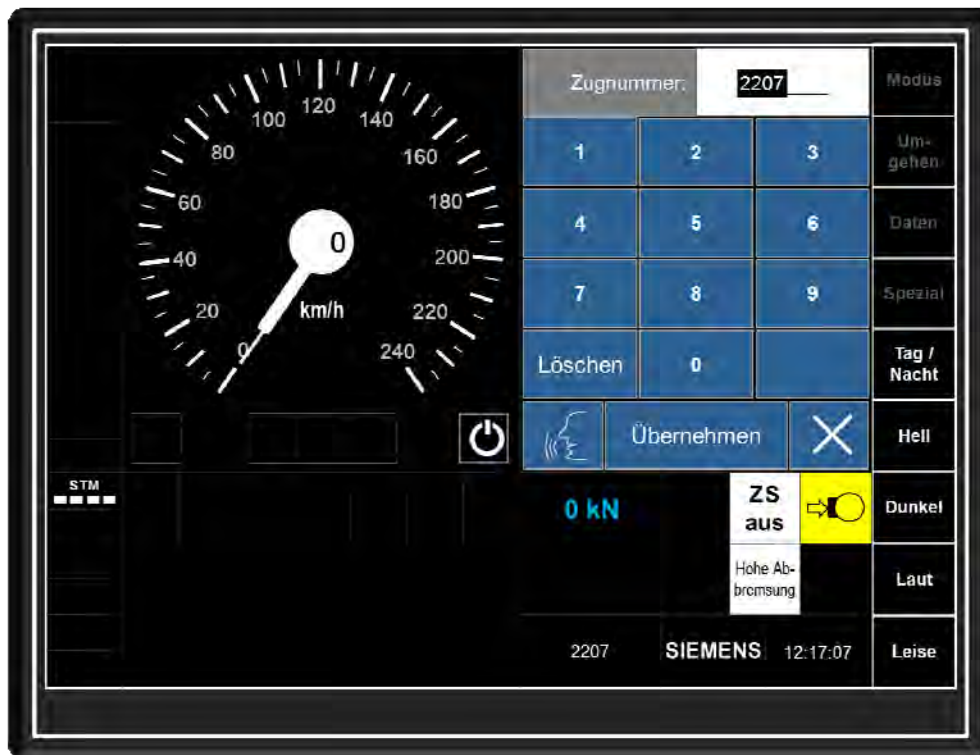 0
20
40
60
80
100
120
140
160
180
200
220
240
0
km/h
STM
Zugnummer:
2207
1
2
3
4
5
6
7
8
9
Löschen
0
Übernehmen
0 kN
ZS
aus
Hohe Ab-
bremsung
2207
SIEMENS
12:17:07
Modus
Um-
gehen
Daten
Spezial
Tag /
Nacht
Hell
Dunkel
Laut
Leise